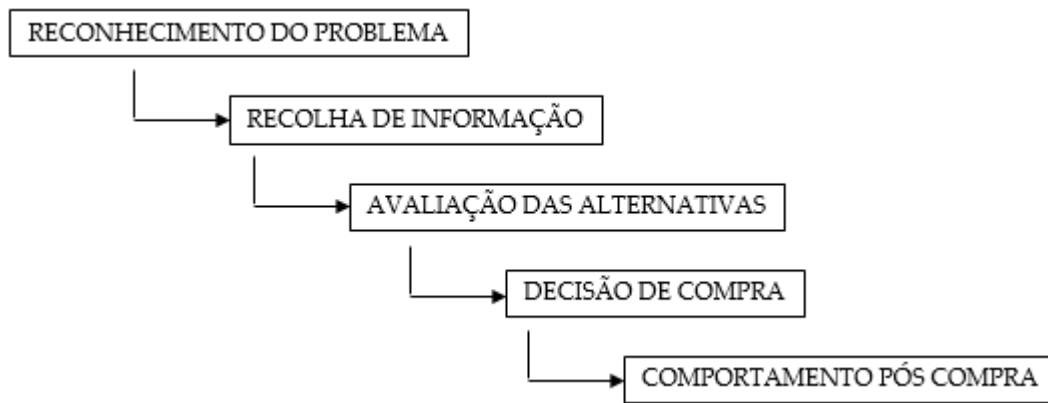 RECONHECIMENTO DO PROBLEMA
RECOLHA DE INFORMAÇÃO
AVALIAÇÃO DAS ALTERNATIVAS
DECISÃO DE COMPRA
COMPORTAMENTO PÓS COMPRA